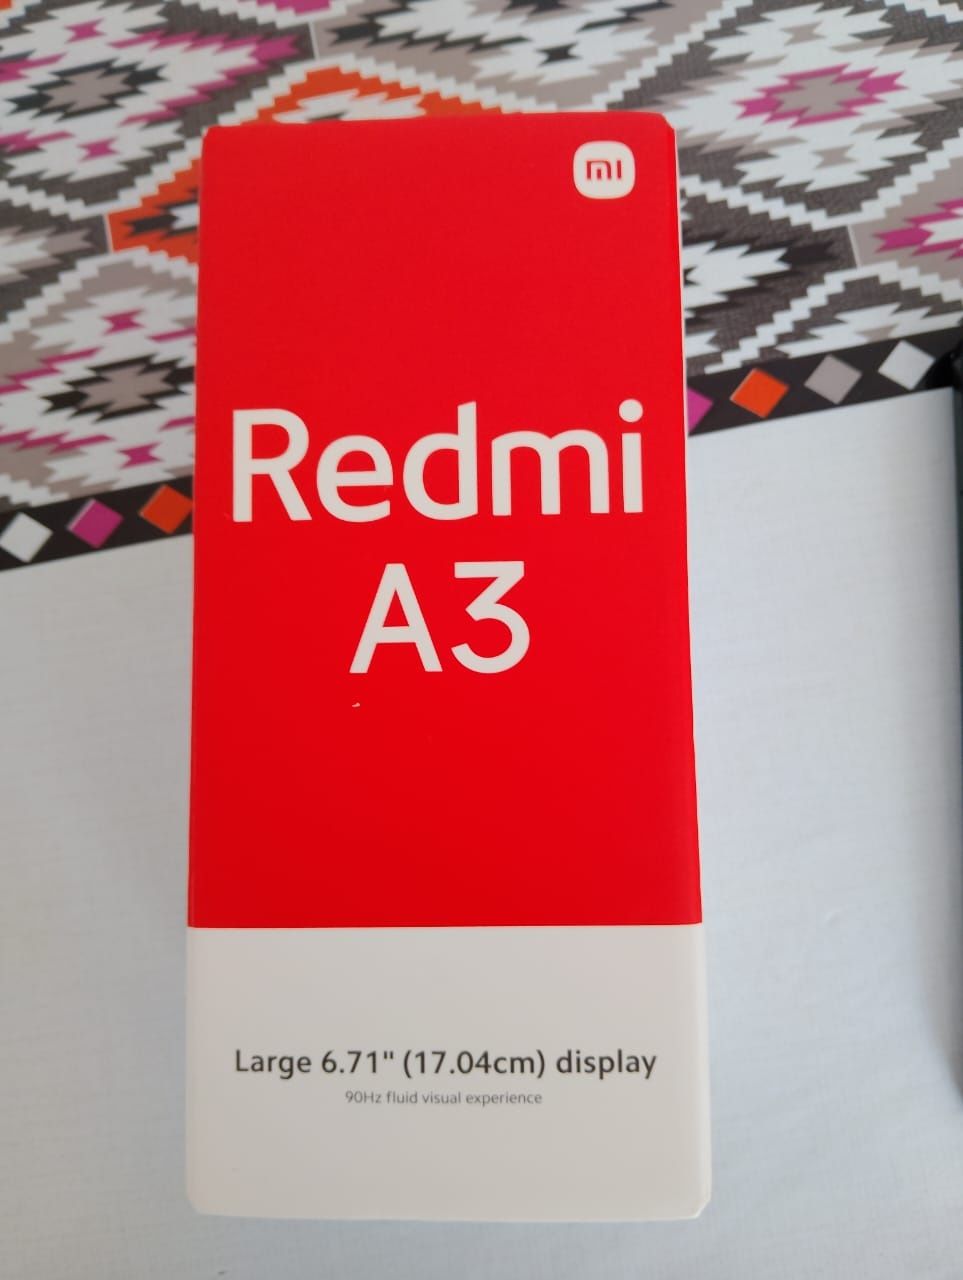 mi
Redmi
A3
Large 6.71" (17.04cm) display
90Hz fluid visual experience